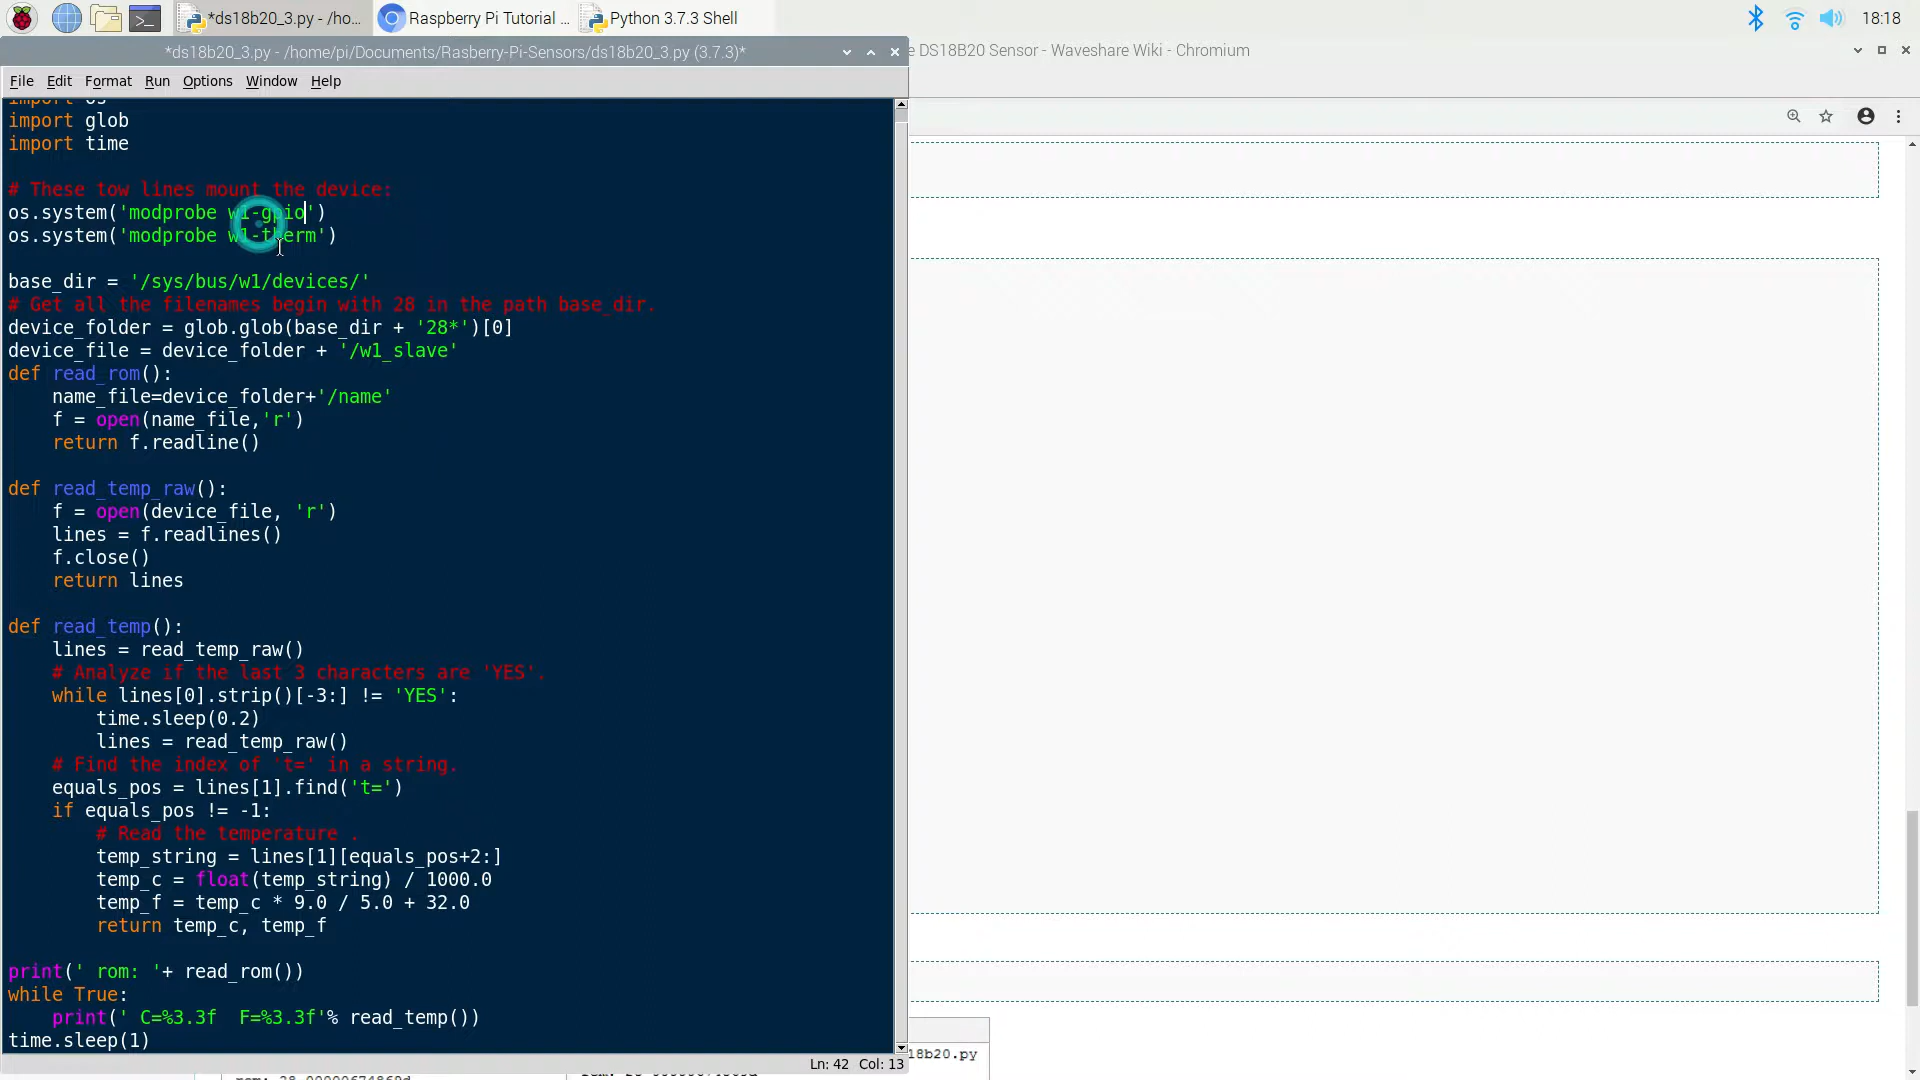 *ds18b20_3.py - /ho...
Raspberry Pi Tutorial ...
Python 3.7.3 Shell
18:18
*ds18b20_3.py - /home/pi/Documents/Rasberry-Pi-Sensors/ds18b20_3.py (3.7.3)*
e DS18B20 Sensor - Waveshare Wiki - Chromium
File Edit Format Run Options Window Help
import os
import glob
import time
# These tow lines mount the device:
os.system('modprobe w1-gpio')
os.system('modprobe w1-therm')
base_dir = '/sys/bus/w1/devices/'
# Get all the filenames begin with 28 in the path base_dir.
device_folder = glob.glob(base_dir + '28*')[0]
device_file = device_folder + '/w1_slave'
def read_rom():
    name_file=device_folder+'/name'
    f = open(name_file,'r')
    return f.readline()
def read_temp_raw():
    f = open(device_file, 'r')
    lines = f.readlines()
    f.close()
    return lines
def read_temp():
    lines = read_temp_raw()
    # Analyze if the last 3 characters are 'YES'.
    while lines[0].strip()[-3:] != 'YES':
        time.sleep(0.2)
        lines = read_temp_raw()
    # Find the index of 't=' in a string.
    equals_pos = lines[1].find('t=')
    if equals_pos != -1:
        # Read the temperature .
        temp_string = lines[1][equals_pos+2:]
        temp_c = float(temp_string) / 1000.0
        temp_f = temp_c * 9.0 / 5.0 + 32.0
        return temp_c, temp_f
print(' rom: '+ read_rom())
while True:
    print(' C=%3.3f  F=%3.3f'% read_temp())
time.sleep(1)
18b20.py
Ln: 42 Col: 13